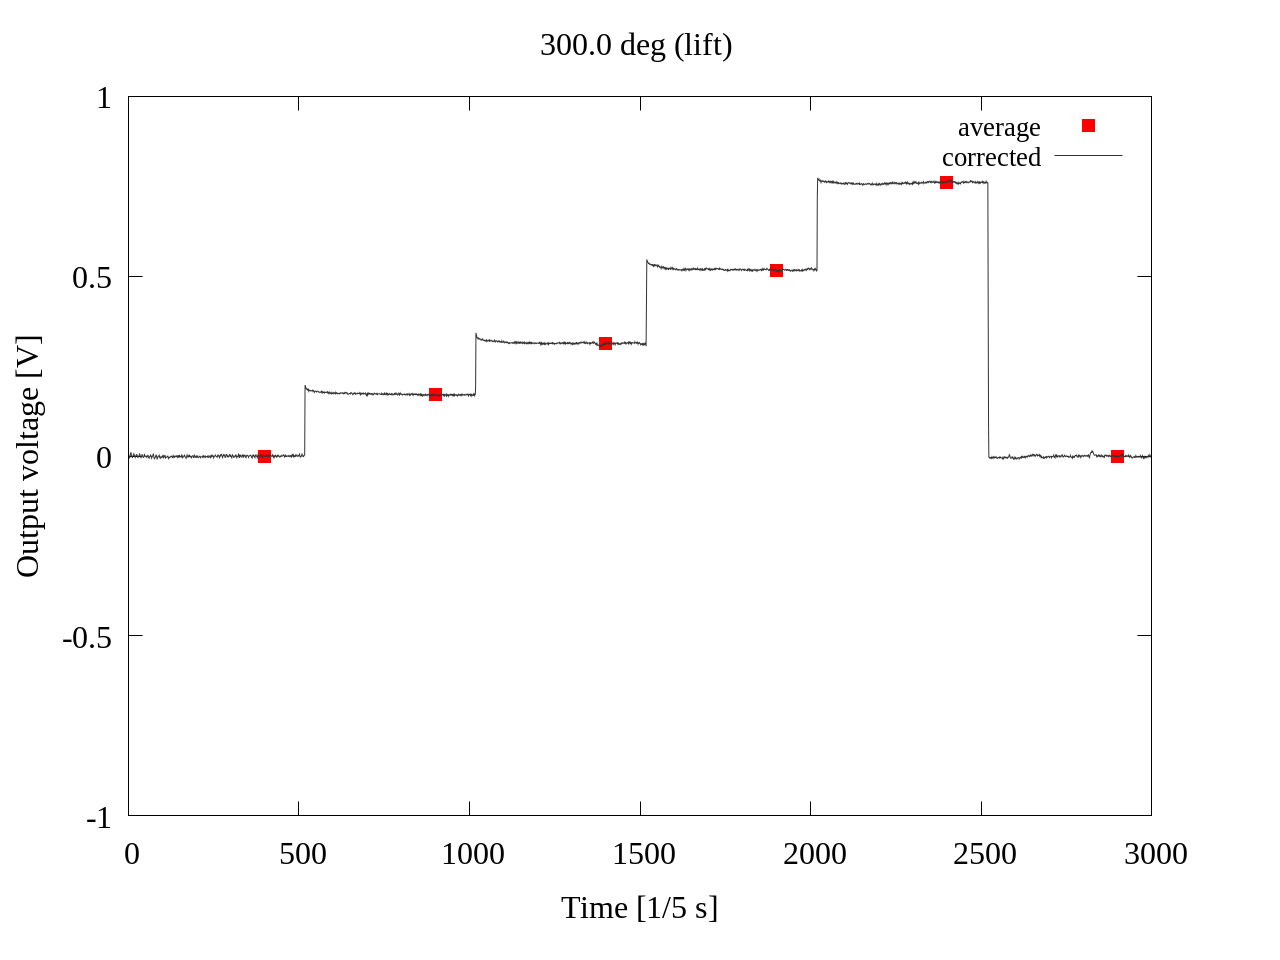 300.0 deg (lift)
average
corrected
1
0.5
0
-0.5
-1
Output voltage [V]
0 500 1000 1500 2000 2500 3000
Time [1/5 s]